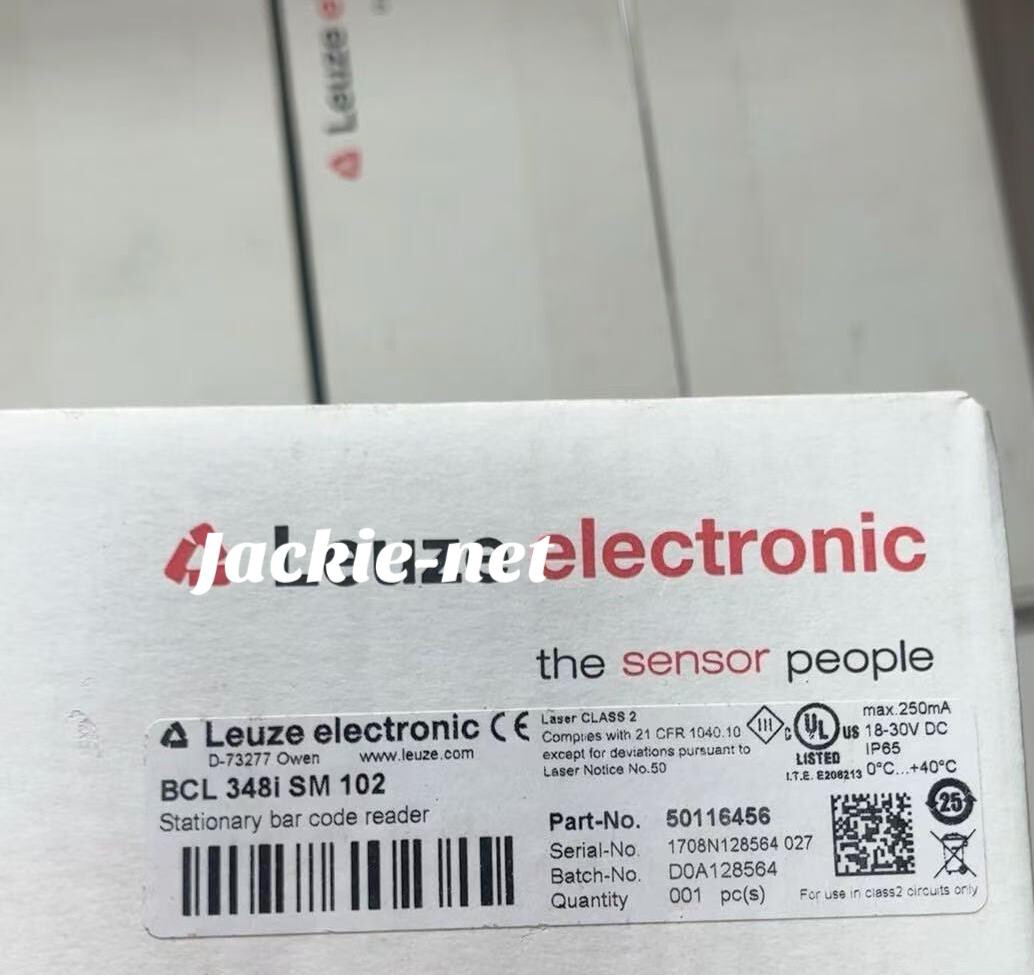 Leuze e
Jackie-net
Leuze electronic
the sensor people
Leuze electronic CE
D-73277 Owen www.leuze.com
BCL 348i SM 102
Stationary bar code reader
Laser CLASS 2
Complies with 21 CFR 1040.10
except for deviations pursuant to
Laser Notice No.50
III
C UL US
LISTED
I.T.E. E206213
max.250mA
18-30V DC
IP65
0°C...+40°C
25
Part-No. 50116456
Serial-No. 1708N128564 027
Batch-No. D0A128564
Quantity 001 pc(s)
For use in class2 circuits only